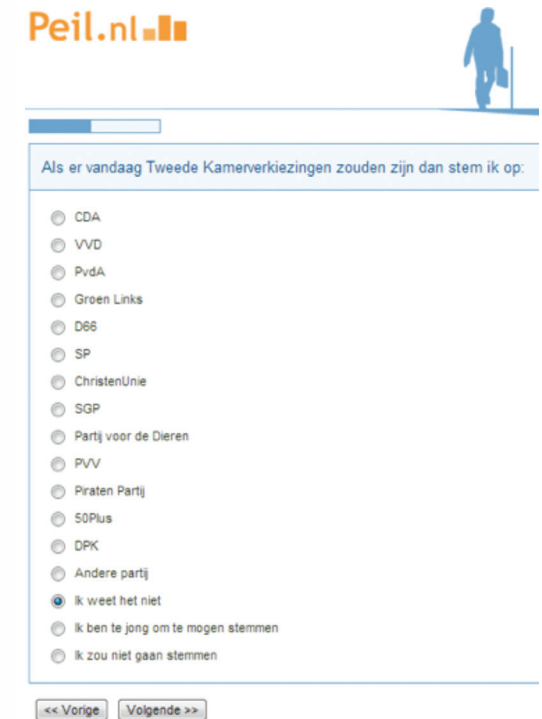 Peil.nl
Als er vandaag Tweede Kamerverkiezingen zouden zijn dan stem ik op:
CDA
VVD
PvdA
Groen Links
D66
SP
ChristenUnie
SGP
Partij voor de Dieren
PVV
Piraten Partij
50Plus
DPK
Andere partij
Ik weet het niet
Ik ben te jong om te mogen stemmen
Ik zou niet gaan stemmen
<< Vorige Volgende >>